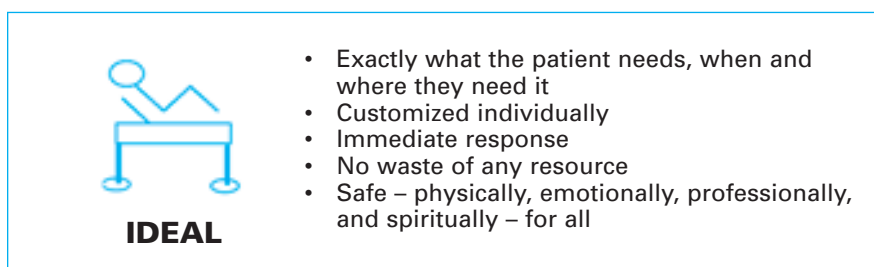 • Exactly what the patient needs, when and
where they need it
• Customized individually
• Immediate response
• No waste of any resource
• Safe – physically, emotionally, professionally,
and spiritually – for all
IDEAL